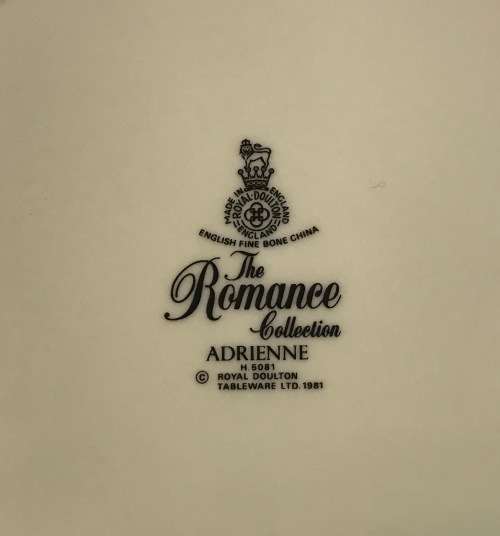 MADE IN ENGLAND
ROYAL DOULTON
ENGLAND
ENGLISH FINE BONE CHINA
The
Romance
Collection
ADRIENNE
H 5081
© ROYAL DOULTON
TABLEWARE LTD. 1981